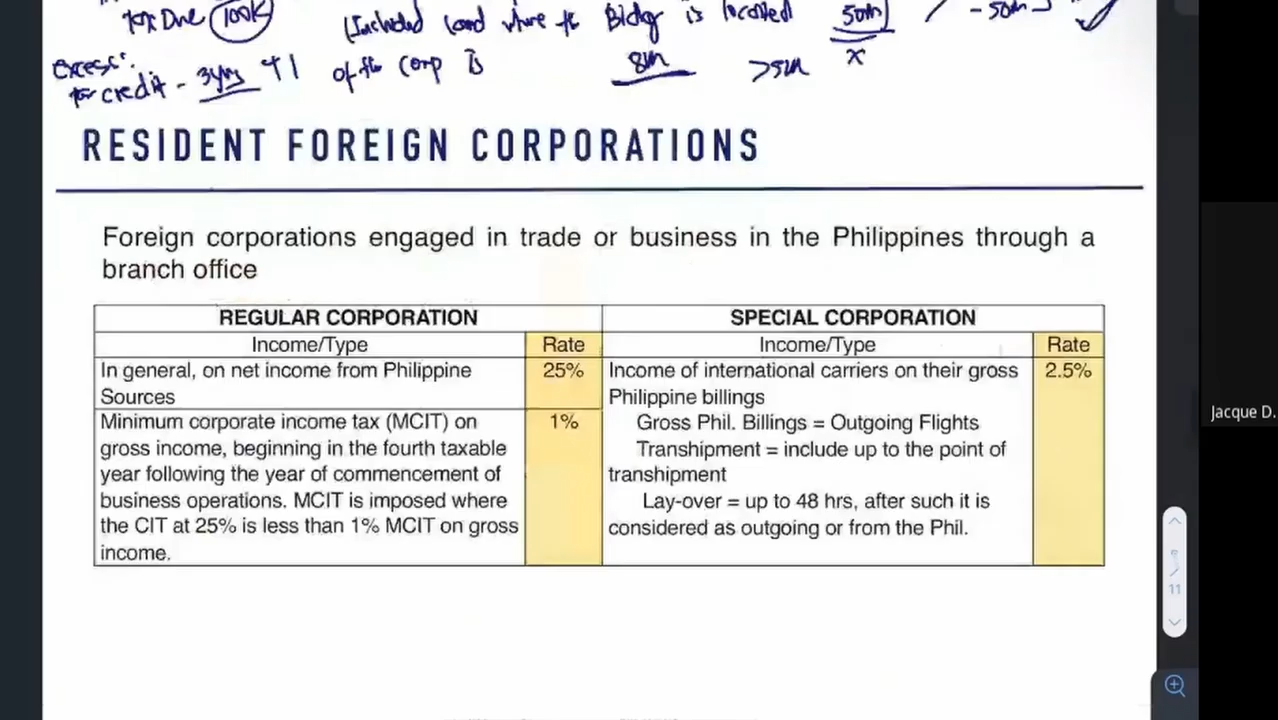 Tax Due 100K (Included land where the Bldg is located 50m - 50m
excess:
tax credit - 3yrs of the Corp is 8m >5m x
RESIDENT FOREIGN CORPORATIONS
Foreign corporations engaged in trade or business in the Philippines through a
branch office
REGULAR CORPORATION SPECIAL CORPORATION
Income/Type Rate Income/Type Rate
In general, on net income from Philippine 25% Income of international carriers on their gross 2.5%
Sources Philippine billings
Minimum corporate income tax (MCIT) on 1% Gross Phil. Billings = Outgoing Flights
gross income, beginning in the fourth taxable Transhipment = include up to the point of
year following the year of commencement of transhipment
business operations. MCIT is imposed where Lay-over = up to 48 hrs, after such it is
the CIT at 25% is less than 1% MCIT on gross considered as outgoing or from the Phil.
income.
Jacque D.
11